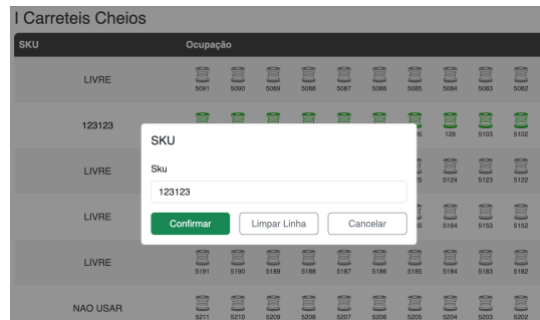 I Carreteis Cheios
SKU Ocupação
LIVRE
5091 5090 5089 5088 5087 5086 5085 5084 5083 5082
123123
129 5103 5102
SKU
Sku
123123
Confirmar Limpar Linha Cancelar
LIVRE
5124 5123 5122
LIVRE
5153 5152
LIVRE
5191 5190 5189 5188 5187 5186 5185 5184 5183 5182
NAO USAR
5211 5210 5209 5208 5207 5206 5205 5204 5203 5202